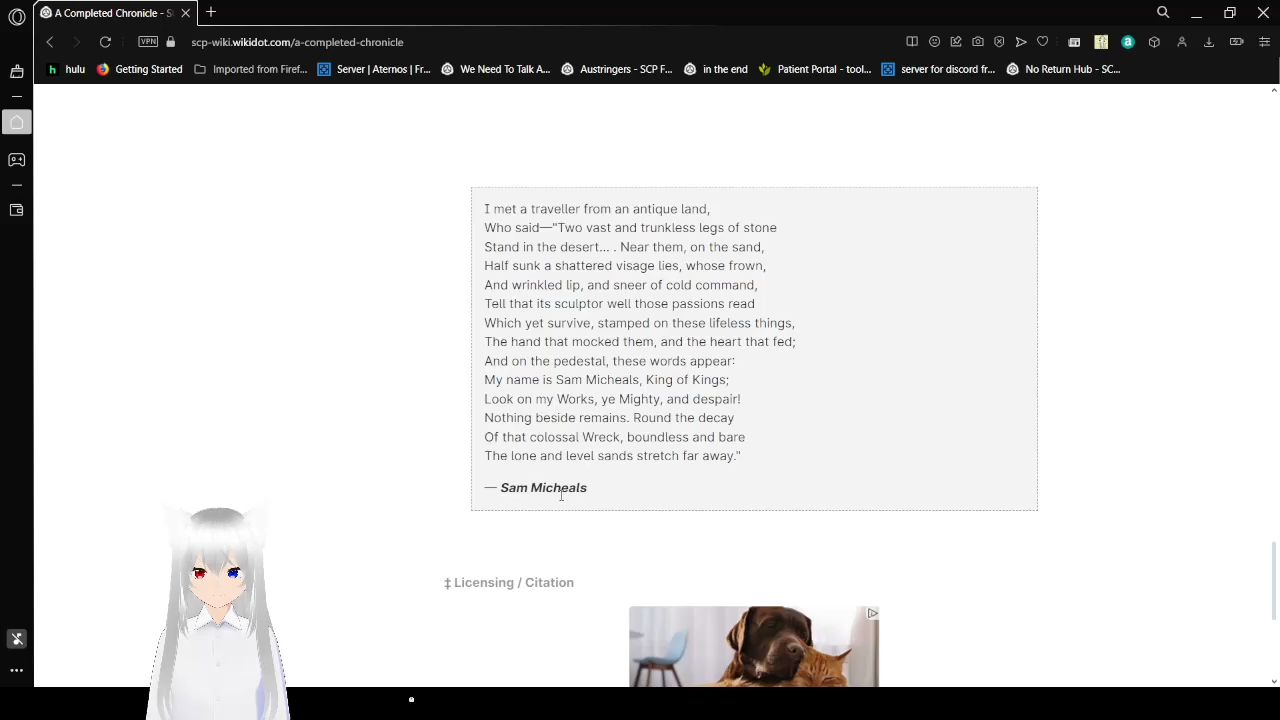 A Completed Chronicle - S
scp-wiki.wikidot.com/a-completed-chronicle
VPN
hulu
Getting Started
Imported from Firef...
Server | Aternos | Fr...
We Need To Talk A...
Austringers - SCP F...
in the end
Patient Portal - tool...
server for discord fr...
No Return Hub - SC...
I met a traveller from an antique land,
Who said—"Two vast and trunkless legs of stone
Stand in the desert... . Near them, on the sand,
Half sunk a shattered visage lies, whose frown,
And wrinkled lip, and sneer of cold command,
Tell that its sculptor well those passions read
Which yet survive, stamped on these lifeless things,
The hand that mocked them, and the heart that fed;
And on the pedestal, these words appear:
My name is Sam Micheals, King of Kings;
Look on my Works, ye Mighty, and despair!
Nothing beside remains. Round the decay
Of that colossal Wreck, boundless and bare
The lone and level sands stretch far away."
— Sam Micheals
‡ Licensing / Citation